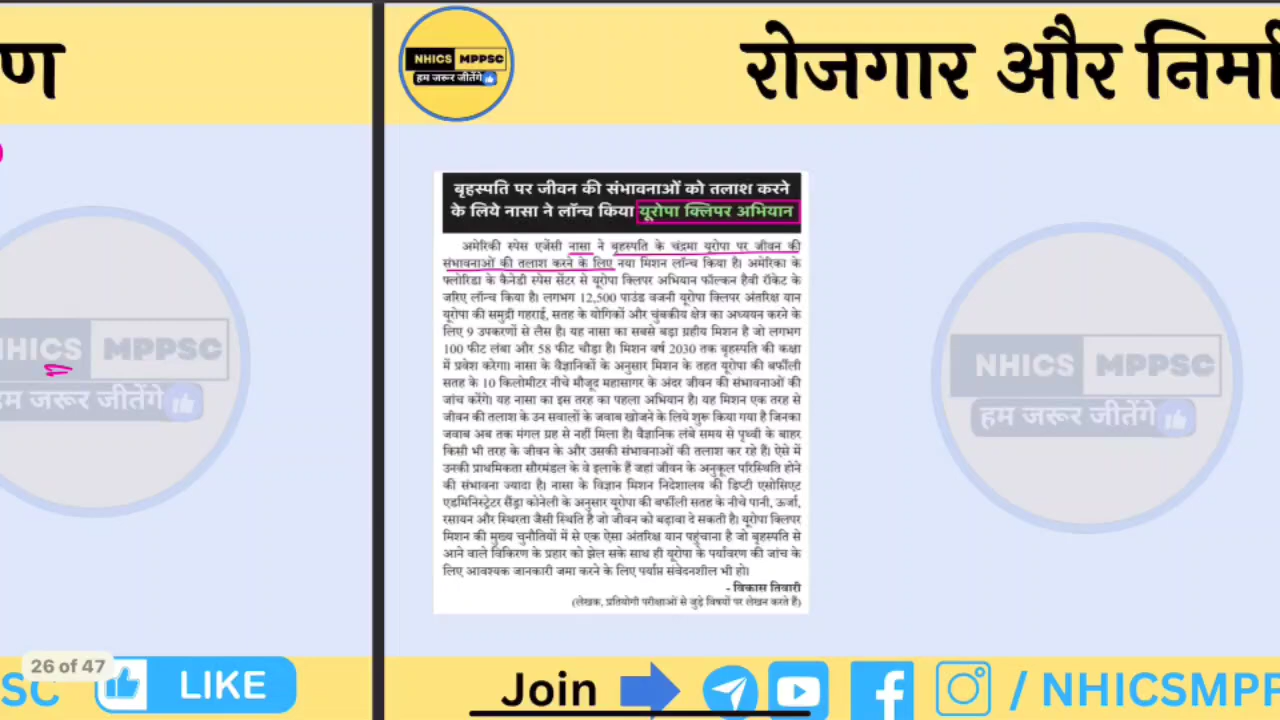 ण
NHICS MPPSC
हम जरूर जीतेंगे
रोजगार और निर्मा
बृहस्पति पर जीवन की संभावनाओं को तलाश करने
के लिये नासा ने लॉन्च किया यूरोपा क्लिपर अभियान
अमेरिकी स्पेस एजेंसी नासा ने बृहस्पति के चंद्रमा यूरोपा पर जीवन की
संभावनाओं की तलाश करने के लिए नया मिशन लॉन्च किया है। अमेरिका के
फ्लोरिडा के कैनेडी स्पेस सेंटर से यूरोपा क्लिपर अभियान फॉल्कन हैवी रॉकेट के
जरिए लॉन्च किया है। लगभग 12,500 पाउंड वजनी यूरोपा क्लिपर अंतरिक्ष यान
यूरोपा की समुद्री गहराई, सतह के योगिकों और चुंबकीय क्षेत्र का अध्ययन करने के
लिए 9 उपकरणों से लैस है। यह नासा का सबसे बड़ा ग्रहीय मिशन है जो लगभग
100 फीट लंबा और 58 फीट चौड़ा है। मिशन वर्ष 2030 तक बृहस्पति की कक्षा
में प्रवेश करेगा। नासा के वैज्ञानिकों के अनुसार मिशन के तहत यूरोपा की बर्फीली
सतह के 10 किलोमीटर नीचे मौजूद महासागर के अंदर जीवन की संभावनाओं की
जांच करेंगे। यह नासा का इस तरह का पहला अभियान है। यह मिशन एक तरह से
जीवन की तलाश के उन सवालों के जवाब खोजने के लिये शुरू किया गया है जिनका
जवाब अब तक मंगल ग्रह से नहीं मिला है। वैज्ञानिक लंबे समय से पृथ्वी के बाहर
किसी भी तरह के जीवन के और उसकी संभावनाओं की तलाश कर रहे हैं। ऐसे में
उनकी प्राथमिकता सौरमंडल के वे इलाके हैं जहां जीवन के अनुकूल परिस्थिति होने
की संभावना ज्यादा है। नासा के विज्ञान मिशन निदेशालय की डिप्टी एसोसिएट
एडमिनिस्ट्रेटर सैंड्रा कोनेली के अनुसार यूरोपा की बर्फीली सतह के नीचे पानी, ऊर्जा,
रसायन और स्थिरता जैसी स्थिति है जो जीवन को बढ़ावा दे सकती है। यूरोपा क्लिपर
मिशन की मुख्य चुनौतियों में से एक ऐसा अंतरिक्ष यान पहुंचाना है जो बृहस्पति से
आने वाले विकिरण के प्रहार को झेल सके साथ ही यूरोपा के पर्यावरण की जांच के
लिए आवश्यक जानकारी जमा करने के लिए पर्याप्त संवेदनशील भी हो।
- विकास तिवारी
(लेखक, प्रतियोगी परीक्षाओं से जुड़े विषयों पर लेखन करते हैं)
HICS MPPSC
हम जरूर जीतेंगे
NHICS MPPSC
हम जरूर जीतेंगे
26 of 47
SC LIKE
Join / NHICSMPP